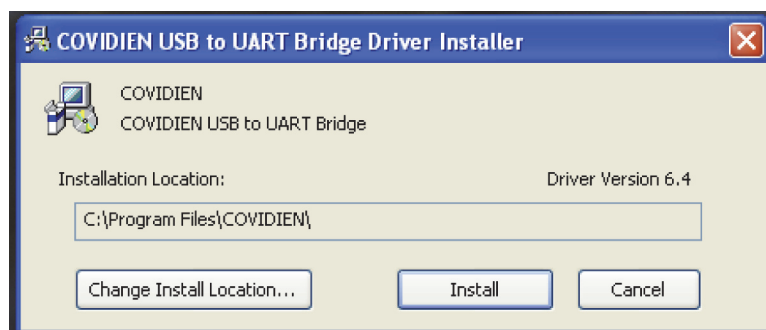 COVIDIEN USB to UART Bridge Driver Installer
COVIDIEN
COVIDIEN USB to UART Bridge
Installation Location:
Driver Version 6.4
C:\Program Files\COVIDIEN\
Change Install Location...
Install
Cancel